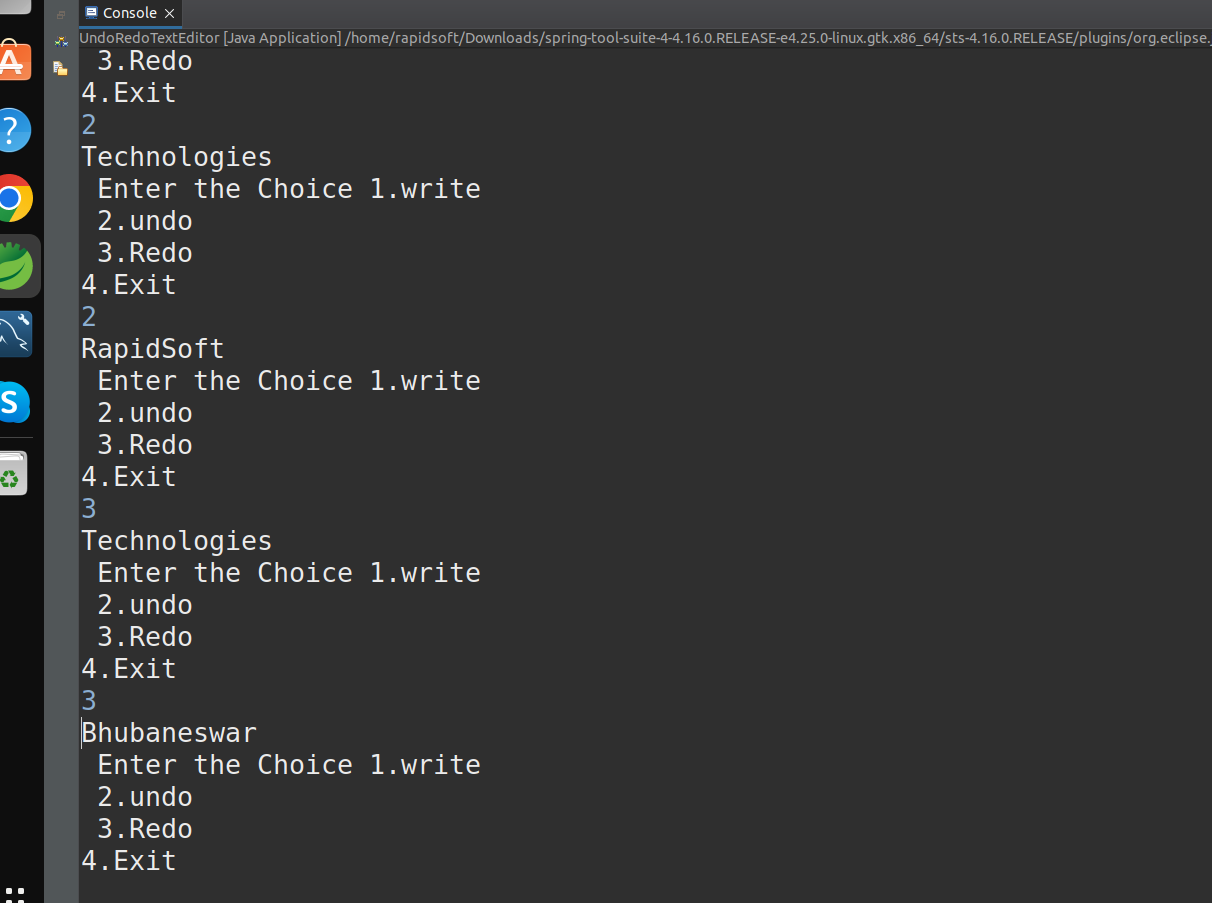 Console
UndoRedoTextEditor [Java Application] /home/rapidsoft/Downloads/spring-tool-suite-4-4.16.0.RELEASE-e4.25.0-linux.gtk.x86_64/sts-4.16.0.RELEASE/plugins/org.eclipse.
3.Redo
4.Exit
2
Technologies
Enter the Choice 1.write
2.undo
3.Redo
4.Exit
2
RapidSoft
Enter the Choice 1.write
2.undo
3.Redo
4.Exit
3
Technologies
Enter the Choice 1.write
2.undo
3.Redo
4.Exit
3
Bhubaneswar
Enter the Choice 1.write
2.undo
3.Redo
4.Exit